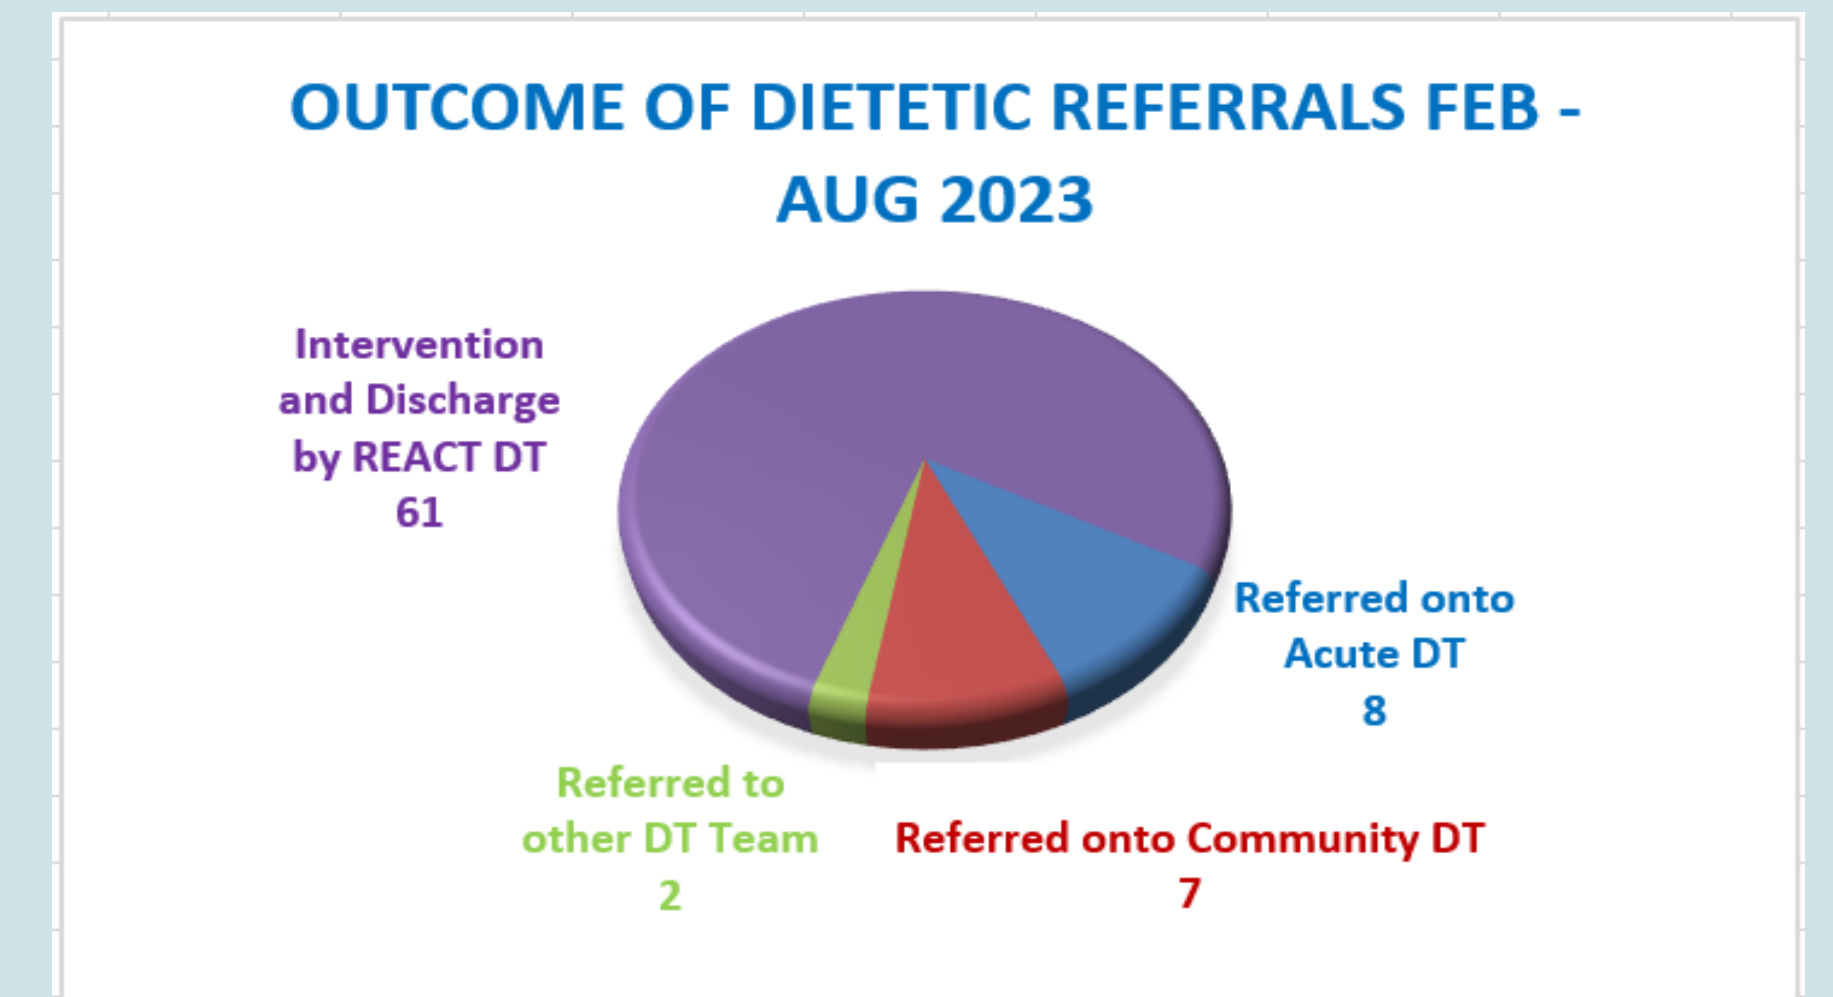 OUTCOME OF DIETETIC REFERRALS FEB -
AUG 2023
Intervention
and Discharge
by REACT DT
61
Referred onto
Acute DT
8
Referred to
other DT Team
2
Referred onto Community DT
7